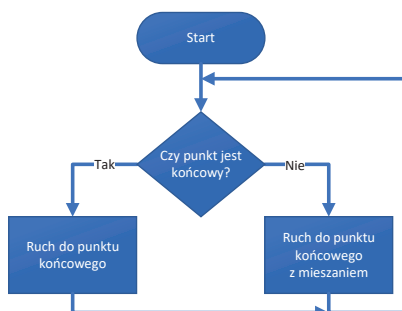 Start
Czy punkt jest
końcowy?
Tak
Nie
Ruch do punktu
końcowego
Ruch do punktu
końcowego
z mieszaniem